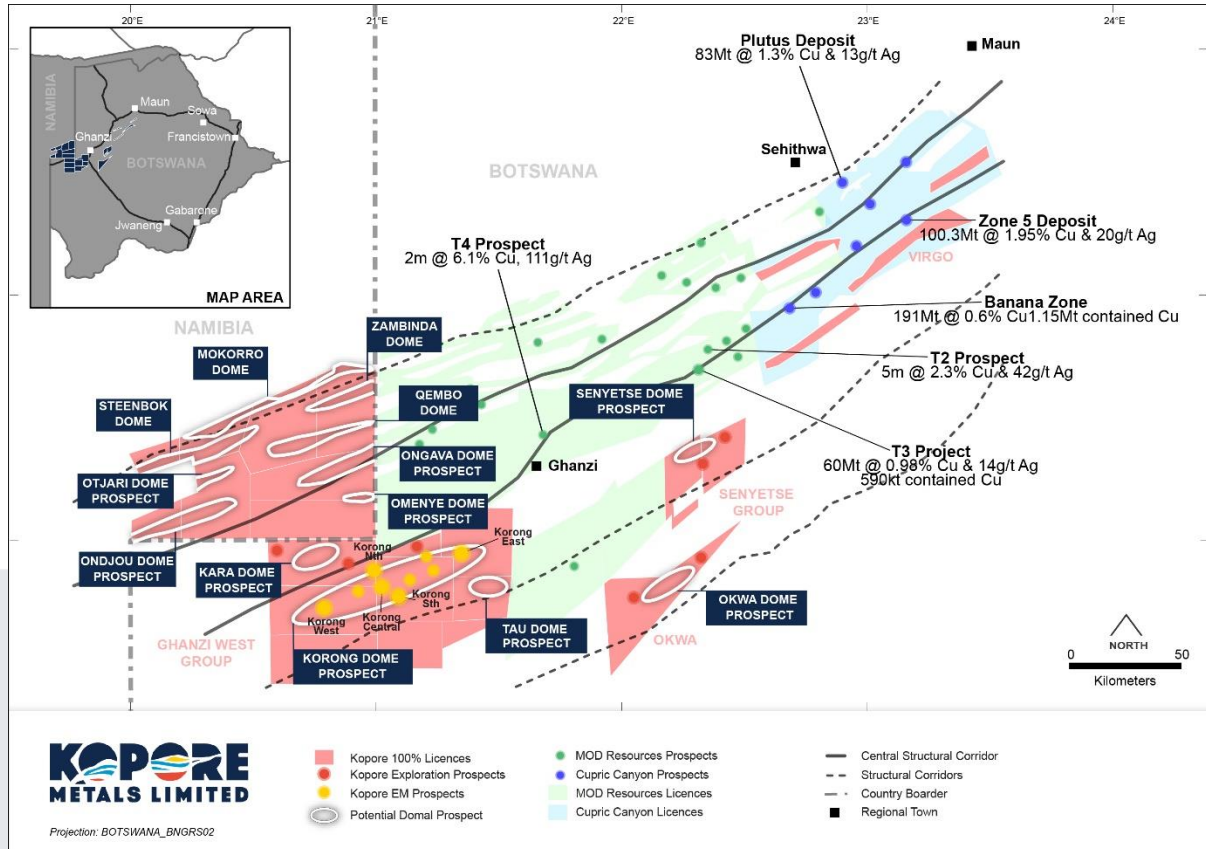 20°E
21°E
22°E
23°E
24°E
NAMIBIA
Maun
Sowa
Ghanzi
Francistown
BOTSWANA
Gabarone
Jwaneng
MAP AREA
Plutus Deposit
83Mt @ 1.3% Cu & 13g/t Ag
Maun
Sehithwa
BOTSWANA
T4 Prospect
2m @ 6.1% Cu, 111g/t Ag
Zone 5 Deposit
100.3Mt @ 1.95% Cu & 20g/t Ag
VIRGO
Banana Zone
191Mt @ 0.6% Cu1.15Mt contained Cu
T2 Prospect
5m @ 2.3% Cu & 42g/t Ag
T3 Project
60Mt @ 0.98% Cu & 14g/t Ag
590kt contained Cu
NAMIBIA
ZAMBINDA
DOME
MOKORRO
DOME
STEENBOK
DOME
QEMBO
DOME
SENYETSE DOME
PROSPECT
ONGAVA DOME
PROSPECT
Ghanzi
OTJARI DOME
PROSPECT
OMENYE DOME
PROSPECT
SENYETSE
GROUP
ONDJOU DOME
PROSPECT
KARA DOME
PROSPECT
Korong
Nth
Korong
East
Korong
Sth
Korong
West
Korong
Central
TAU DOME
PROSPECT
OKWA DOME
PROSPECT
OKWA
GHANZI WEST
GROUP
KORONG DOME
PROSPECT
NORTH
0 50
Kilometers
KOPORE
METALS LIMITED
Projection: BOTSWANA_BNGRS02
Kopore 100% Licences
Kopore Exploration Prospects
Kopore EM Prospects
Potential Domal Prospect
MOD Resources Prospects
Cupric Canyon Prospects
MOD Resources Licences
Cupric Canyon Licences
Central Structural Corridor
Structural Corridors
Country Boarder
Regional Town